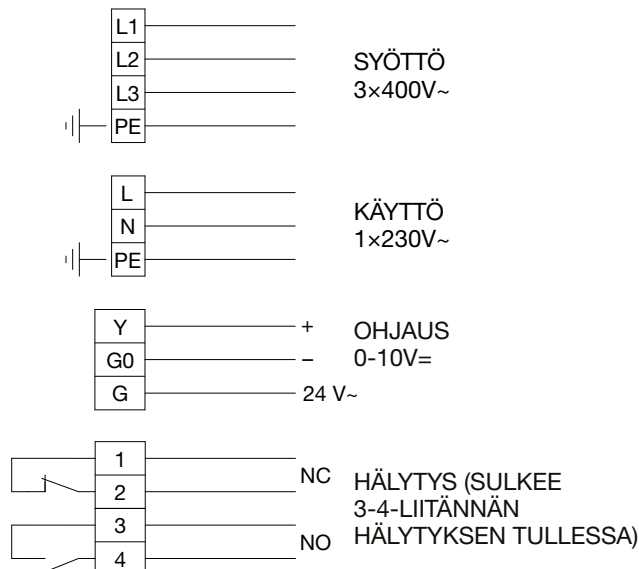 L1
L2
L3
PE
SYÖTTÖ
3×400V~
L
N
PE
KÄYTTÖ
1×230V~
Y
+
G0
–
G
24 V~
OHJAUS
0-10V=
1
2
NC
3
4
NO
HÄLYTYS (SULKEE
3-4-LIITÄNNÄN
HÄLYTYKSEN TULLESSA)